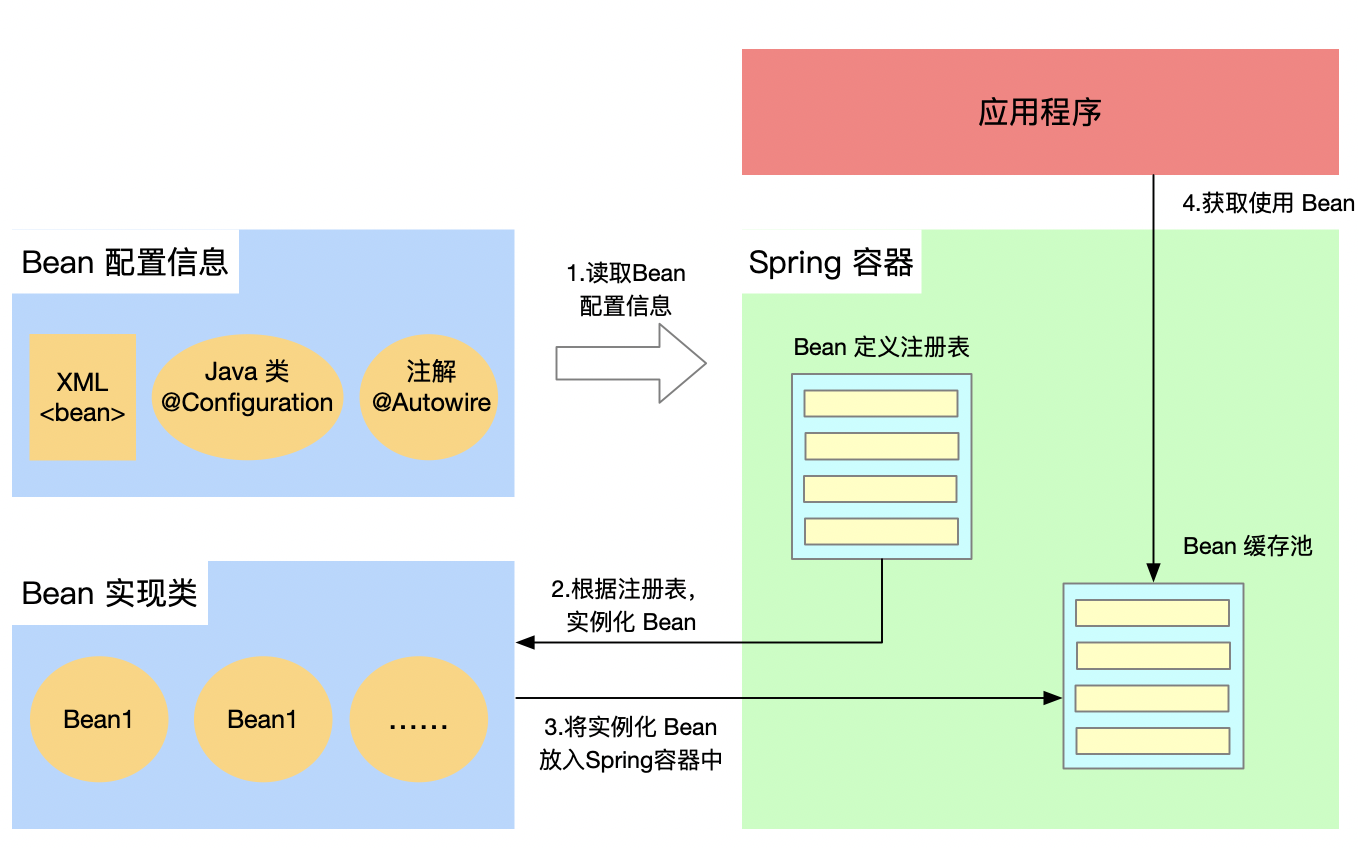 应用程序
4.获取使用 Bean
Bean 配置信息
XML
<bean>
Java 类
@Configuration
注解
@Autowire
1.读取Bean
配置信息
Spring 容器
Bean 定义注册表
Bean 缓存池
Bean 实现类
Bean1
Bean1
……
2.根据注册表，
实例化 Bean
3.将实例化 Bean
放入Spring容器中